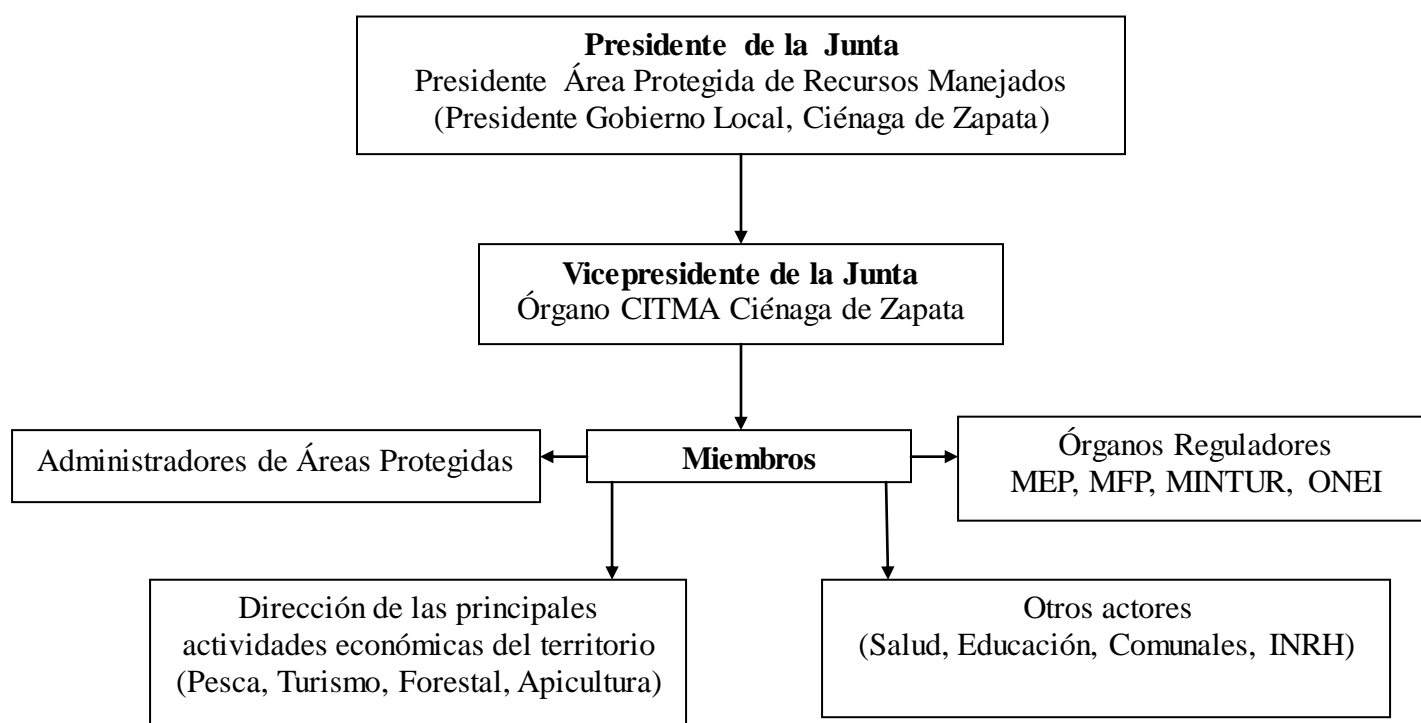 Presidente de la Junta
Presidente Área Protegida de Recursos Manejados
(Presidente Gobierno Local, Ciénaga de Zapata)
Vicepresidente de la Junta
Órgano CITMA Ciénaga de Zapata
Administradores de Áreas Protegidas
Miembros
Órganos Reguladores
MEP, MFP, MINTUR, ONEI
Dirección de las principales
actividades económicas del territorio
(Pesca, Turismo, Forestal, Apicultura)
Otros actores
(Salud, Educación, Comunales, INRH)